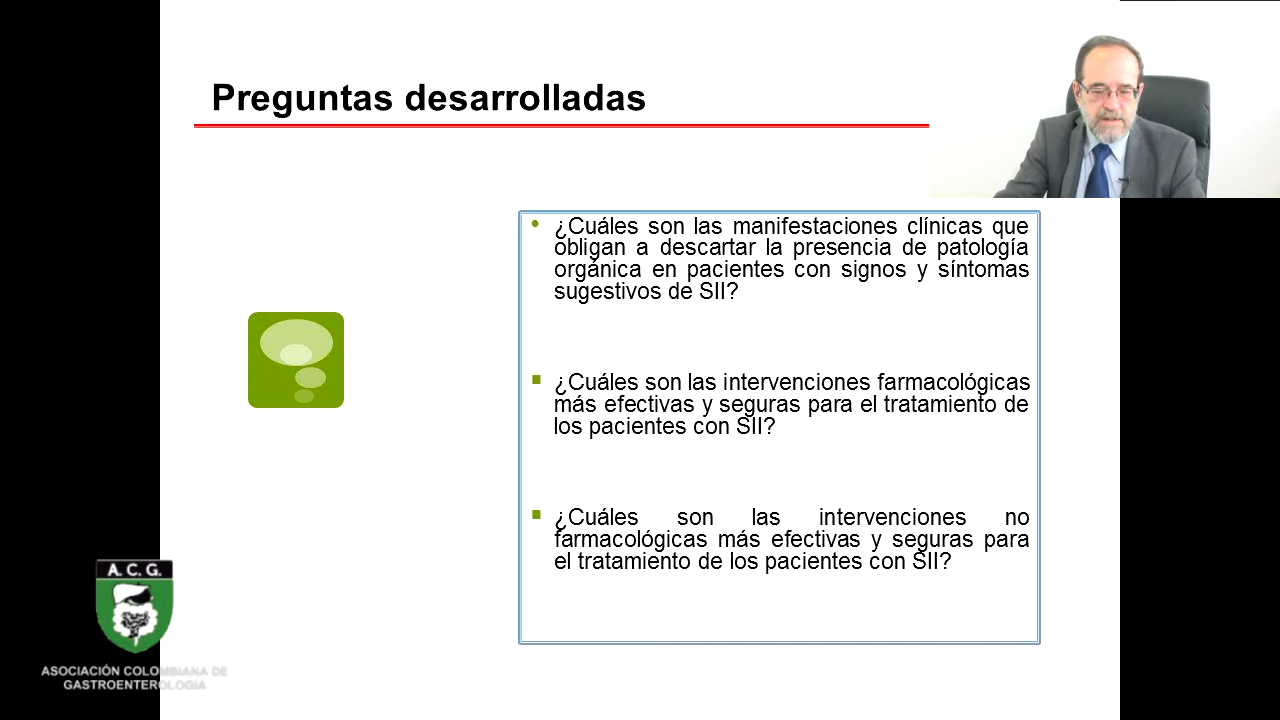 Preguntas desarrolladas
• ¿Cuáles son las manifestaciones clínicas que
obligan a descartar la presencia de patología
orgánica en pacientes con signos y síntomas
sugestivos de SII?
▪ ¿Cuáles son las intervenciones farmacológicas
más efectivas y seguras para el tratamiento de
los pacientes con SII?
▪ ¿Cuáles son las intervenciones no
farmacológicas más efectivas y seguras para
el tratamiento de los pacientes con SII?
A. C. G.
ASOCIACIÓN COLOMBIANA DE
GASTROENTEROLOGÍA